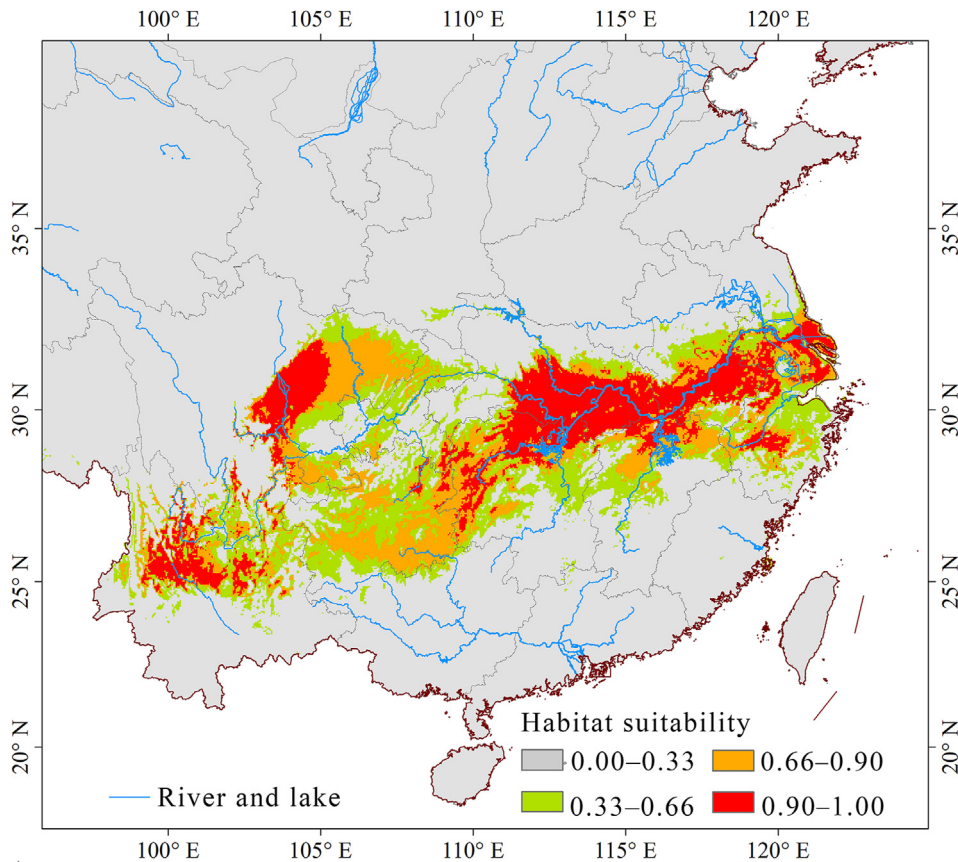 100° E 105° E 110° E 115° E 120° E
35° N 35° N
30° N 30° N
25° N 25° N
20° N 20° N
Habitat suitability
0.00–0.33 0.66–0.90
River and lake 0.33–0.66 0.90–1.00
100° E 105° E 110° E 115° E 120° E